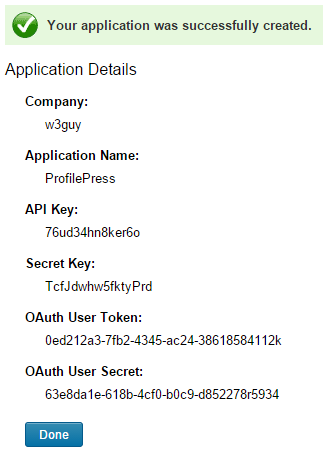 Your application was successfully created.
Application Details
Company:
w3guy
Application Name:
ProfilePress
API Key:
76ud34hn8ker6o
Secret Key:
TcfJdwhw5fktyPrd
OAuth User Token:
0ed212a3-7fb2-4345-ac24-38618584112k
OAuth User Secret:
63e8da1e-618b-4cf0-b0c9-d852278r5934
Done